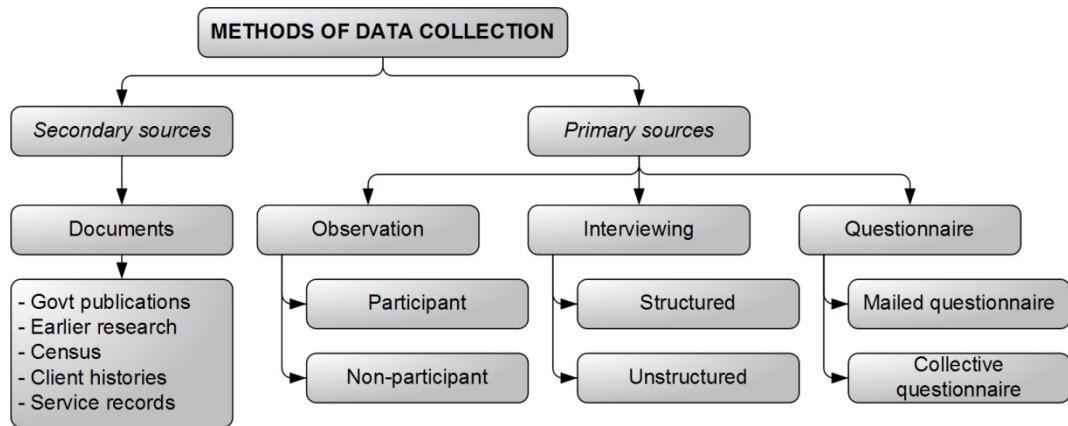 METHODS OF DATA COLLECTION
Secondary sources
Primary sources
Documents
Observation
Interviewing
Questionnaire
- Govt publications
- Earlier research
- Census
- Client histories
- Service records
Participant
Non-participant
Structured
Unstructured
Mailed questionnaire
Collective
questionnaire